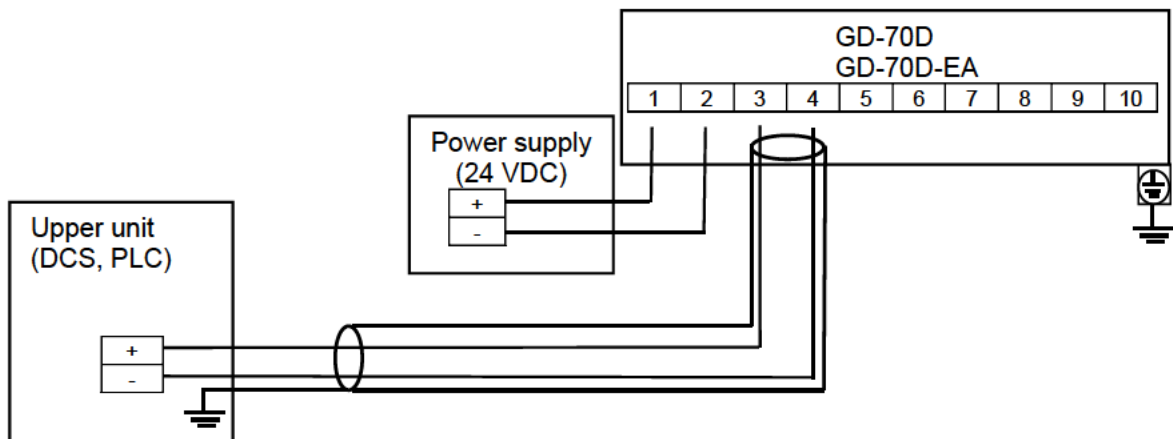 GD-70D
GD-70D-EA
1 2 3 4 5 6 7 8 9 10
Power supply
(24 VDC)
+
-
Upper unit
(DCS, PLC)
+
-